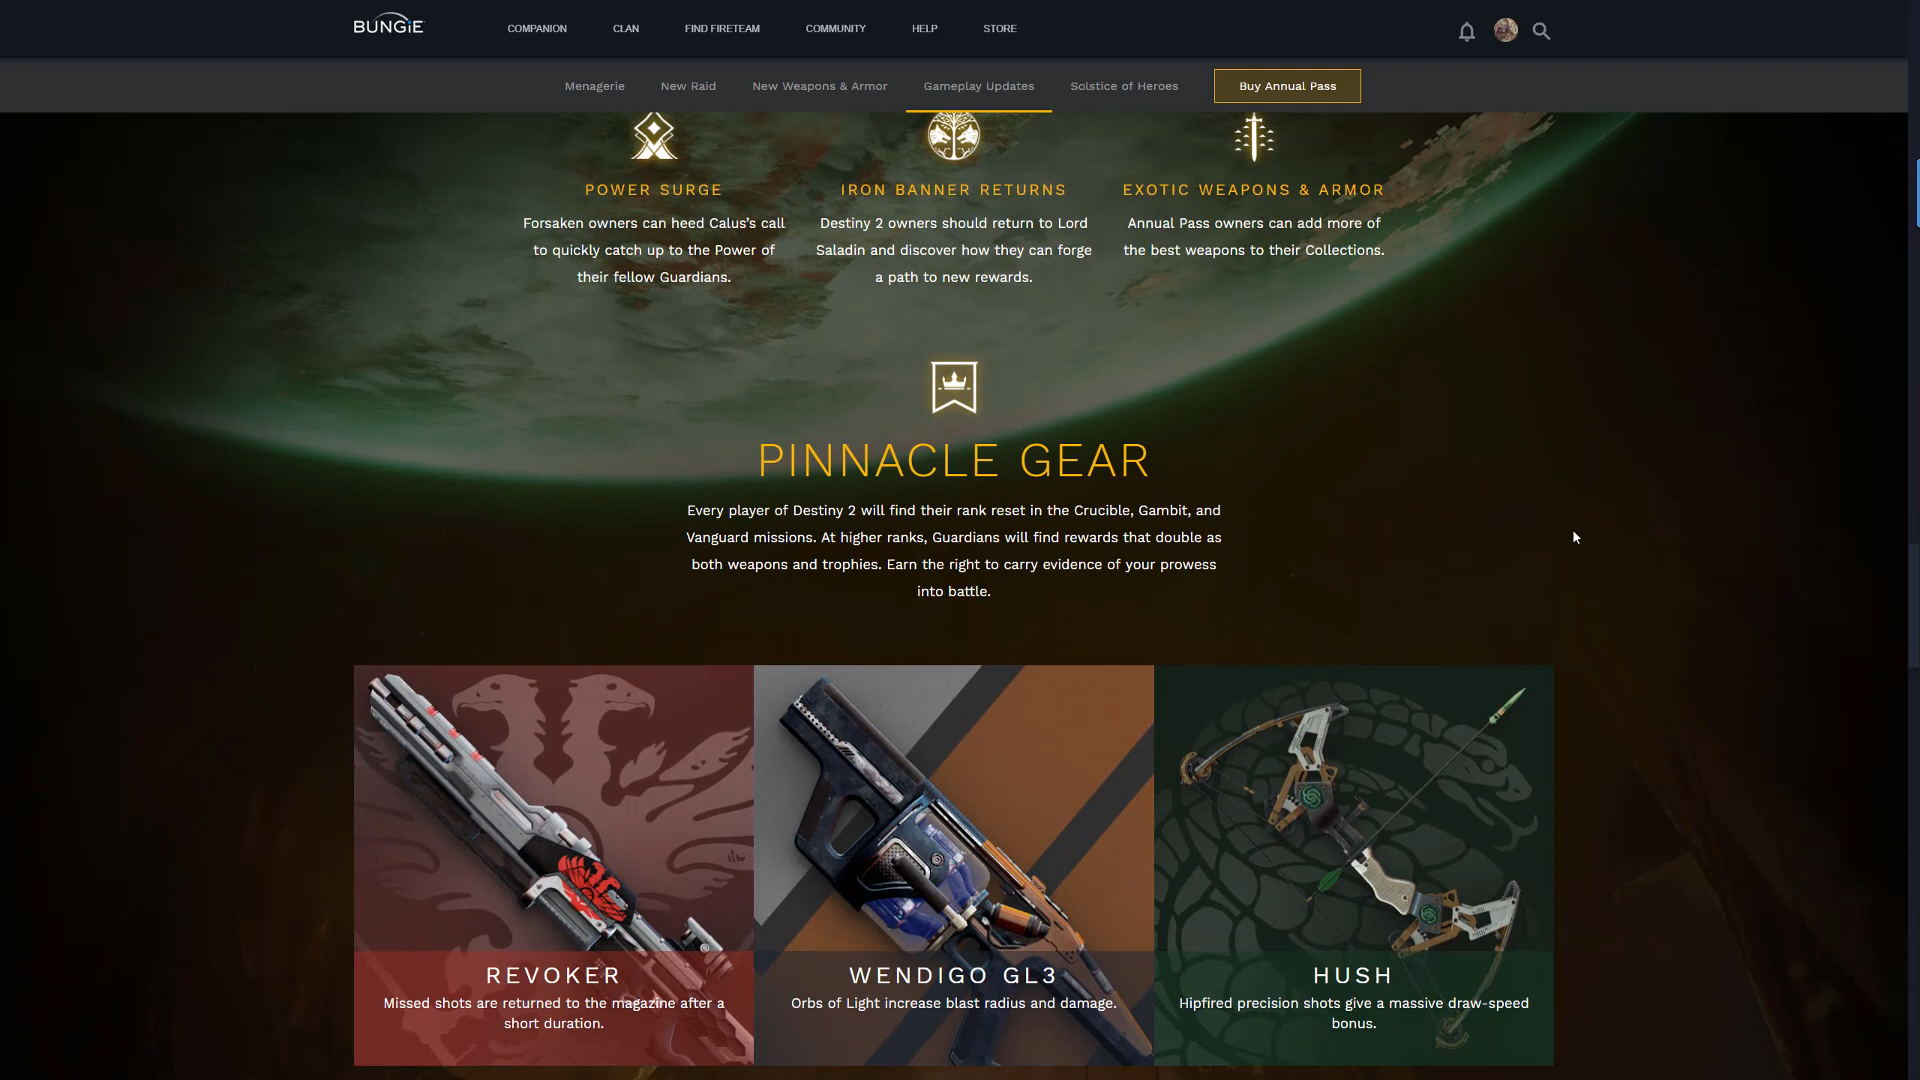 BUNGiE
COMPANION
CLAN
FIND FIRETEAM
COMMUNITY
HELP
STORE
Menagerie
New Raid
New Weapons & Armor
Gameplay Updates
Solstice of Heroes
Buy Annual Pass
POWER SURGE
Forsaken owners can heed Calus’s call
to quickly catch up to the Power of
their fellow Guardians.
IRON BANNER RETURNS
Destiny 2 owners should return to Lord
Saladin and discover how they can forge
a path to new rewards.
EXOTIC WEAPONS & ARMOR
Annual Pass owners can add more of
the best weapons to their Collections.
PINNACLE GEAR
Every player of Destiny 2 will find their rank reset in the Crucible, Gambit, and
Vanguard missions. At higher ranks, Guardians will find rewards that double as
both weapons and trophies. Earn the right to carry evidence of your prowess
into battle.
REVOKER
Missed shots are returned to the magazine after a
short duration.
WENDIGO GL3
Orbs of Light increase blast radius and damage.
HUSH
Hipfired precision shots give a massive draw-speed
bonus.